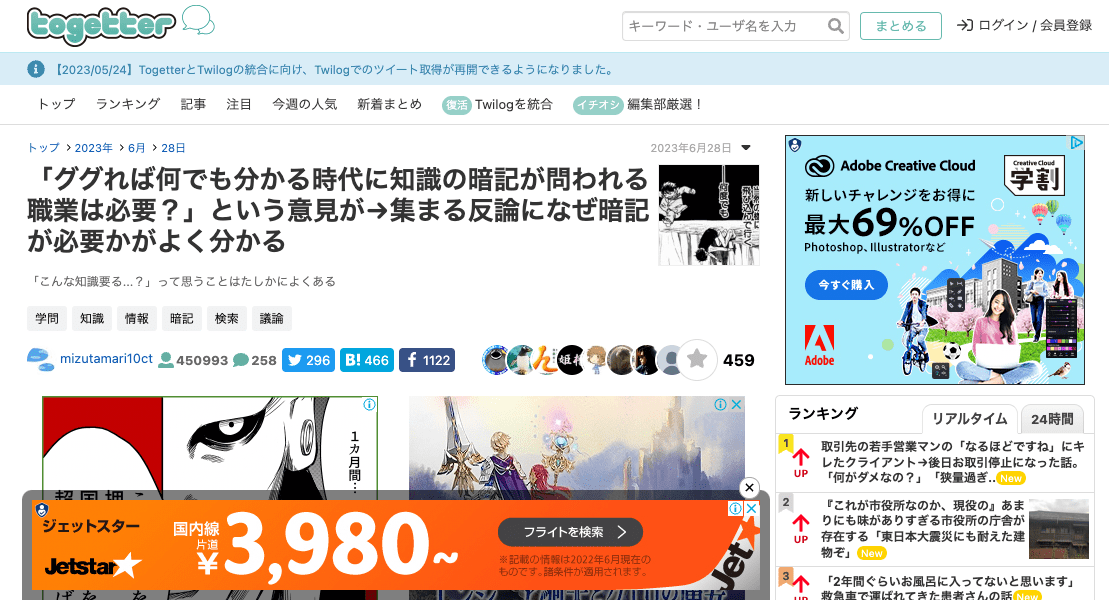 togetter
キーワード・ユーザ名を入力
まとめる
ログイン / 会員登録
【2023/05/24】TogetterとTwilogの統合に向け、Twilogでのツイート取得が再開できるようになりました。
トップ ランキング 記事 注目 今週の人気 新着まとめ 復活 Twilogを統合 イチオシ 編集部厳選！
トップ 2023年 6月 28日
2023年6月28日
「ググれば何でも分かる時代に知識の暗記が問われる
職業は必要？」という意見が→集まる反論になぜ暗記
が必要かがよく分かる
何度でも
「こんな知識要る…？」って思うことはたしかによくある
学問 知識 情報 暗記 検索 議論
mizutamari10ct 450993 258 296 B! 466 f 1122
459
1カ月間…
ジェットスター
Jetstar
国内線
片道
¥3,980~
フライトを検索
※記載の情報は2022年6月現在の
ものです。諸条件が適用されます。
Jet
Adobe Creative Cloud
Creative Cloud
学割
新しいチャレンジをお得に
最大69%OFF
Photoshop、Illustratorなど
今すぐ購入
Adobe
ランキング
リアルタイム
24時間
1
UP
取引先の若手営業マンの「なるほどですね」にキ
レたクライアント→後日お取引停止になった話。
「何がダメなの？」「狭量過ぎ.. New
2
UP
『これが市役所なのか、現役の』あま
りにも味がありすぎる市役所の庁舎が
存在する「東日本大震災にも耐えた建
物ぞ」 New
3
UP
「2年間ぐらいお風呂に入ってないと思います」
救急車で運ばれてきた患者さんの話 New